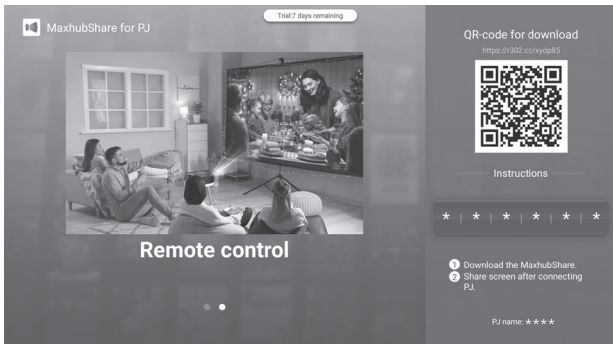 MaxhubShare for PJ
Trial:7 days remaining
Remote control
QR-code for download
https://r302.cc/xydp85
Instructions
* | * | * | * | * | *
1 Download the MaxhubShare.
2 Share screen after connecting
PJ.
PJ name: ****